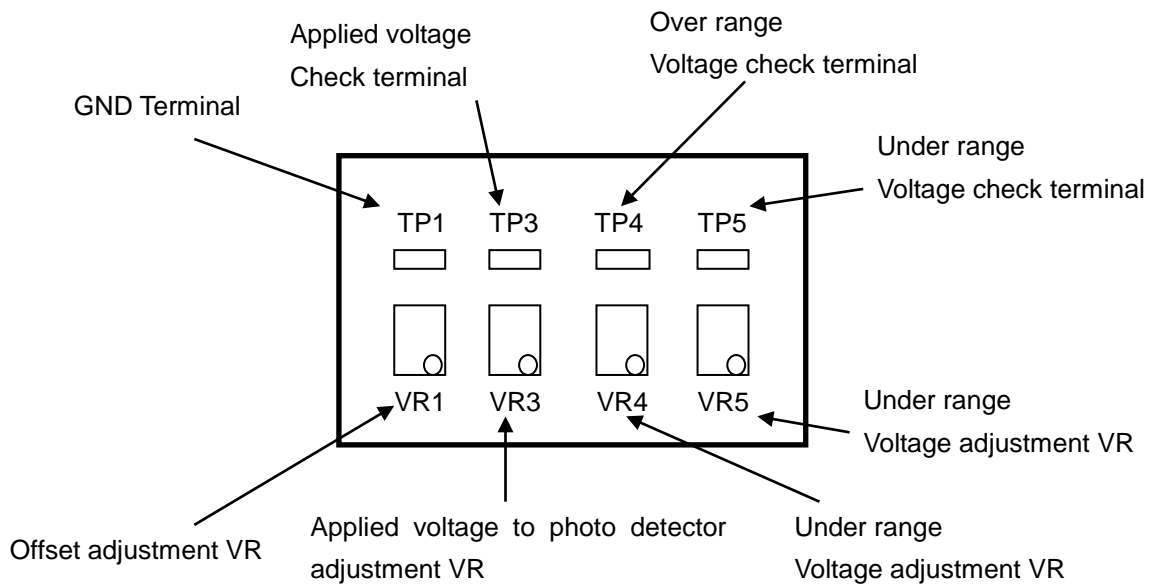 Applied voltage
Check terminal
Over range
Voltage check terminal
GND Terminal
Under range
Voltage check terminal
TP1 TP3 TP4 TP5
VR1 VR3 VR4 VR5
Under range
Voltage adjustment VR
Offset adjustment VR
Applied voltage to photo detector
adjustment VR
Under range
Voltage adjustment VR